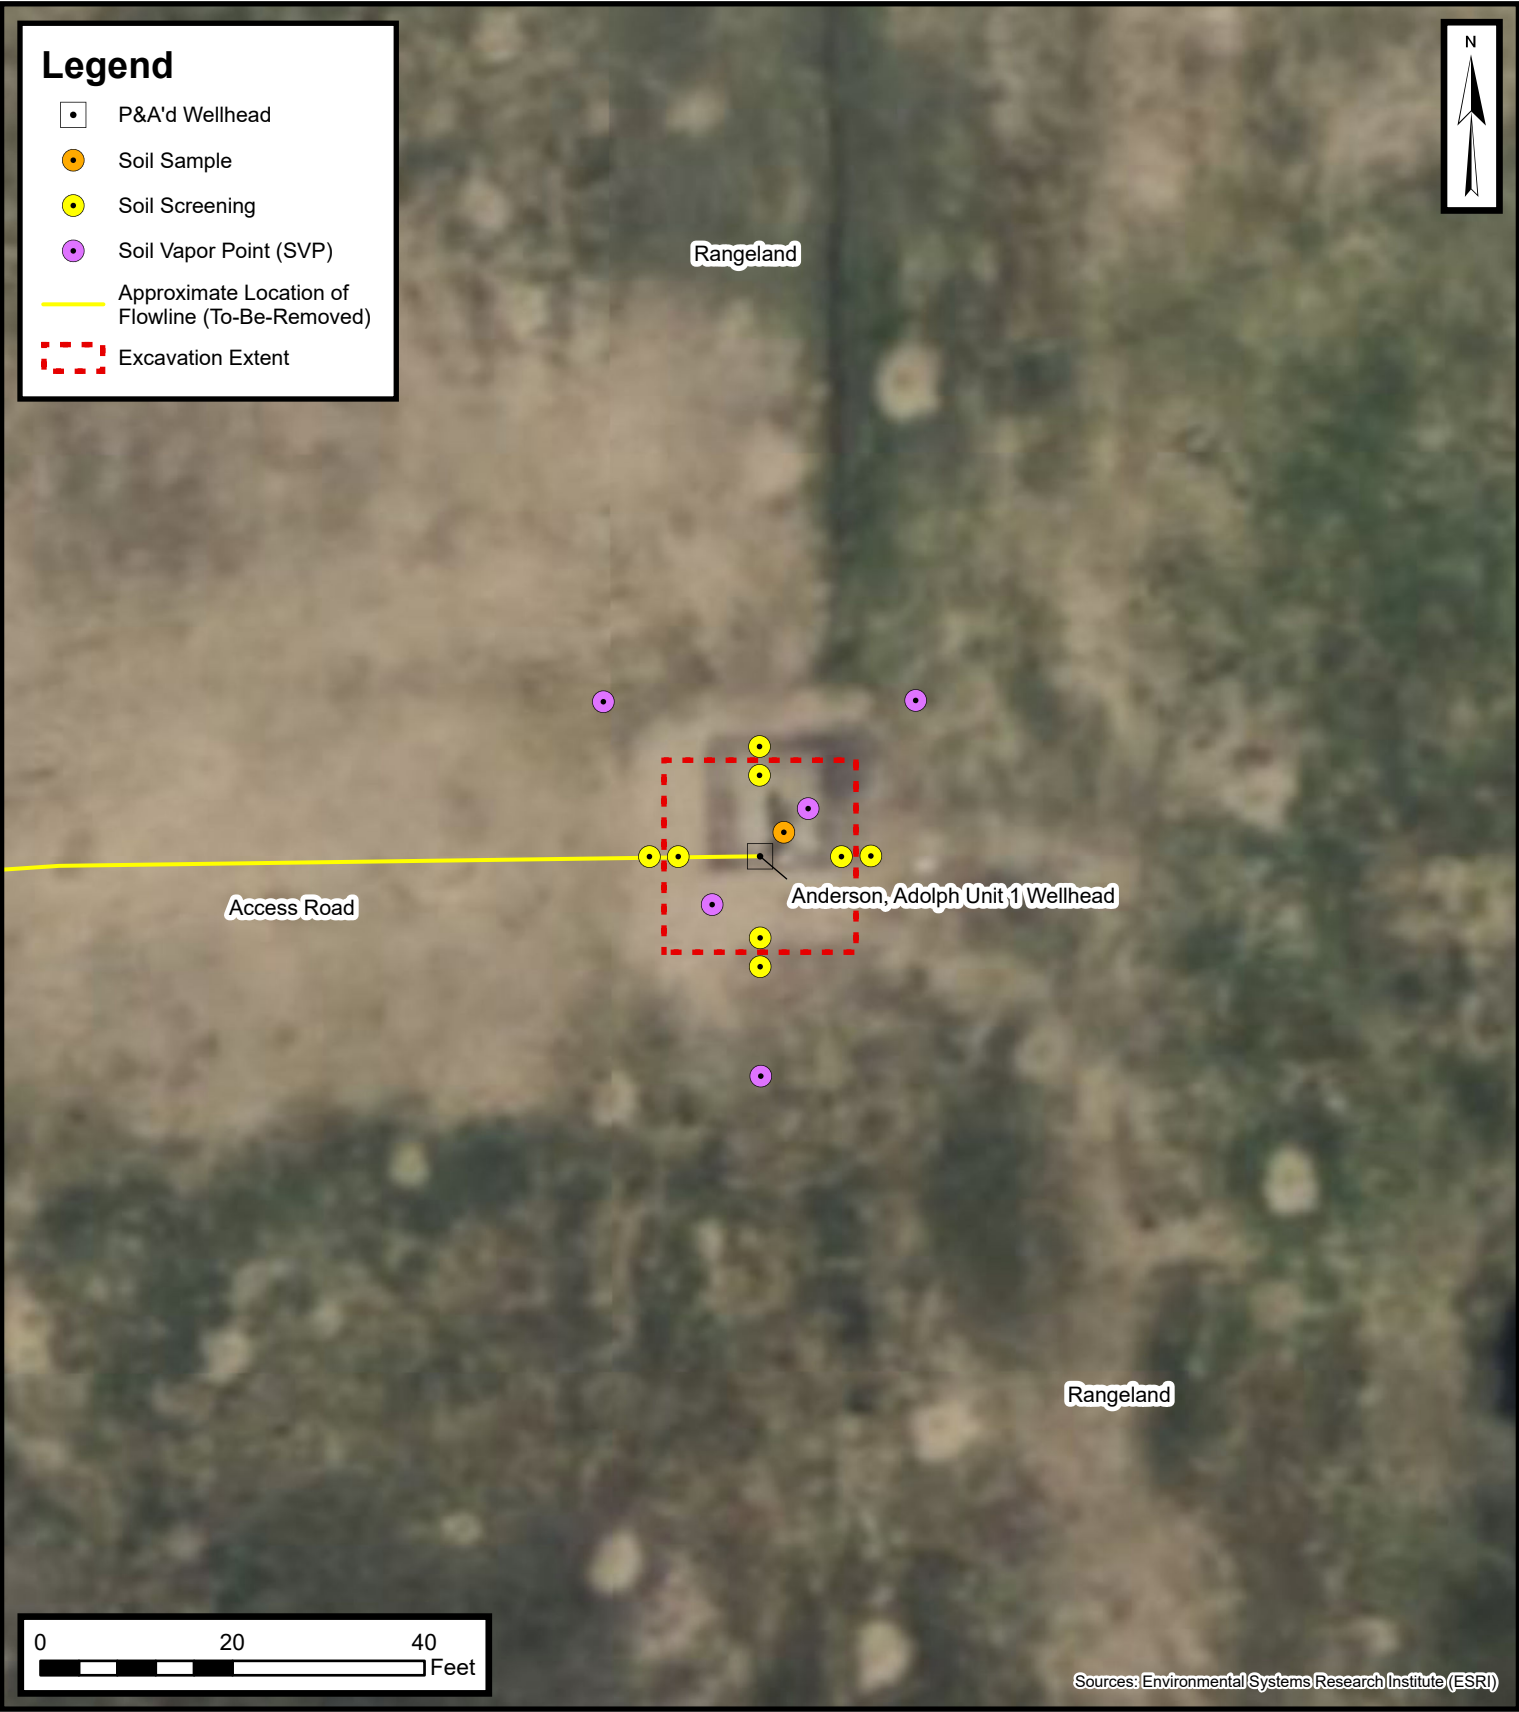 Legend
P&A'd Wellhead
Soil Sample
Soil Screening
Soil Vapor Point (SVP)
Approximate Location of
Flowline (To-Be-Removed)
Excavation Extent
N
Rangeland
Anderson, Adolph Unit 1 Wellhead
Access Road
Rangeland
0 20 40
Feet
Sources: Environmental Systems Research Institute (ESRI)